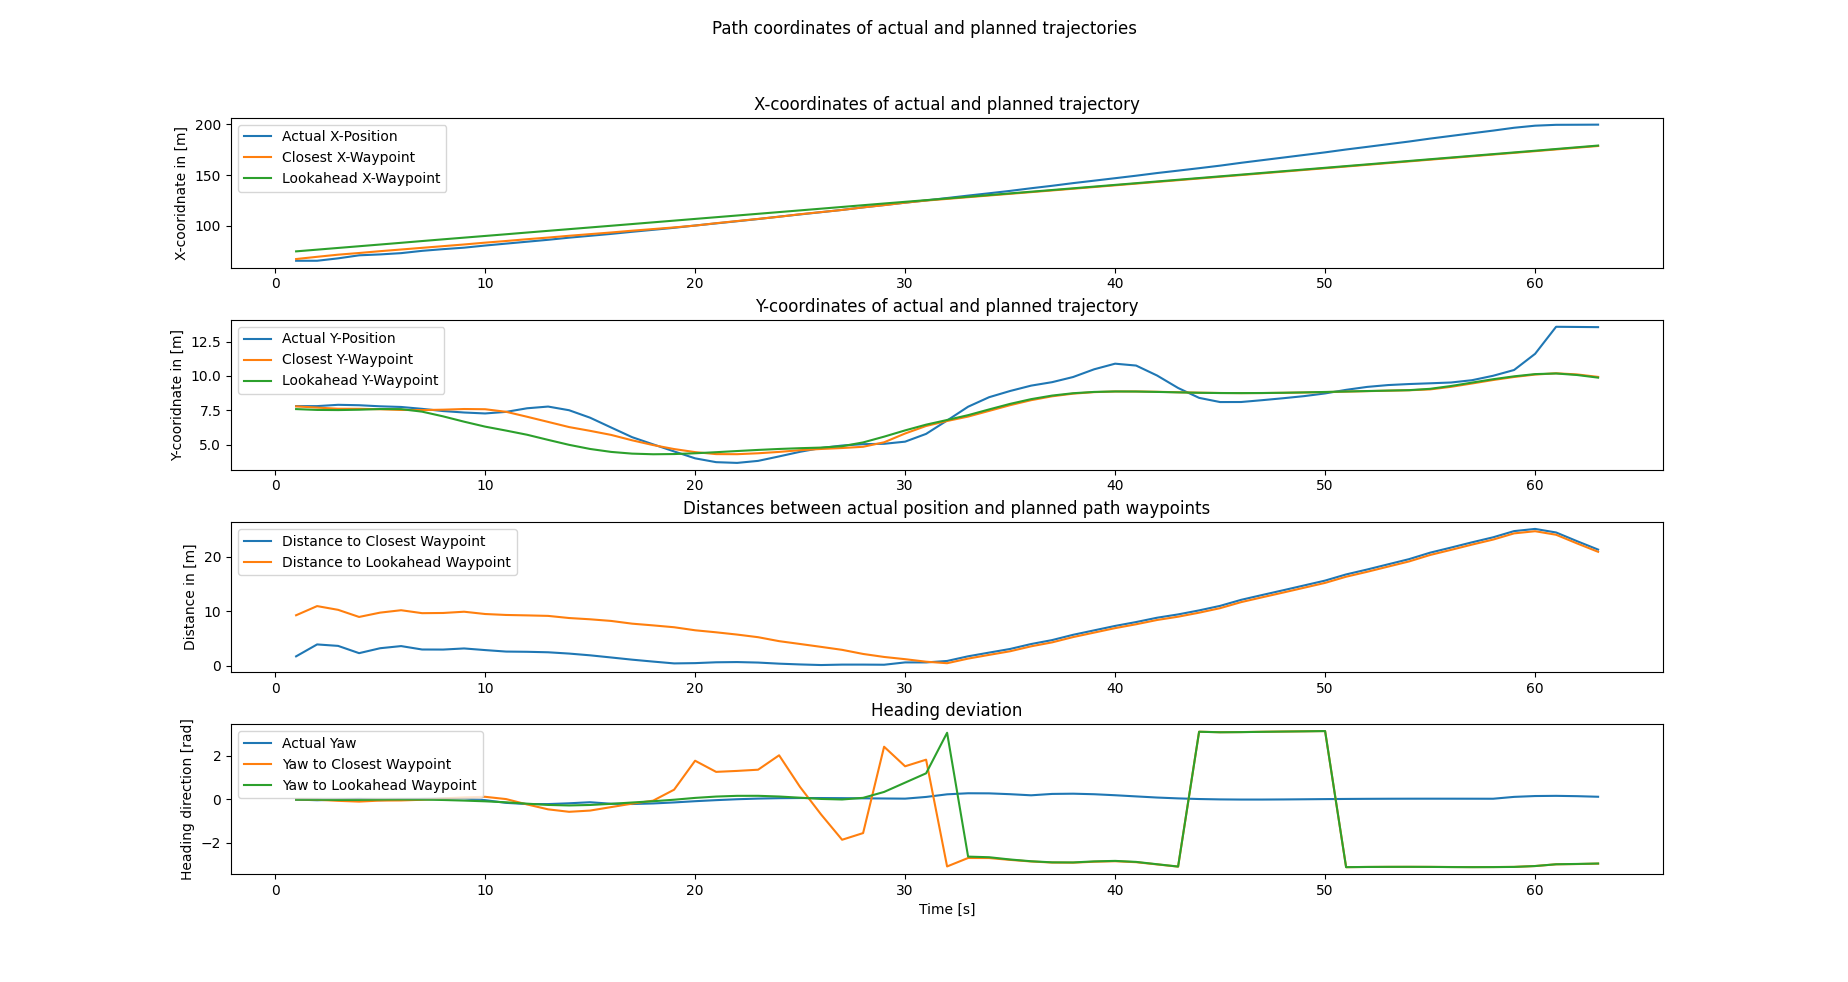 Path coordinates of actual and planned trajectories
X-coordinates of actual and planned trajectory
X-cooridnate in [m]
200
150
100
Actual X-Position
Closest X-Waypoint
Lookahead X-Waypoint
0 10 20 30 40 50 60
Y-coordinates of actual and planned trajectory
Y-cooridnate in [m]
12.5
10.0
7.5
5.0
Actual Y-Position
Closest Y-Waypoint
Lookahead Y-Waypoint
0 10 20 30 40 50 60
Distances between actual position and planned path waypoints
Distance in [m]
20
10
0
Distance to Closest Waypoint
Distance to Lookahead Waypoint
0 10 20 30 40 50 60
Heading deviation
Heading direction [rad]
2
0
−2
Actual Yaw
Yaw to Closest Waypoint
Yaw to Lookahead Waypoint
0 10 20 30 40 50 60
Time [s]